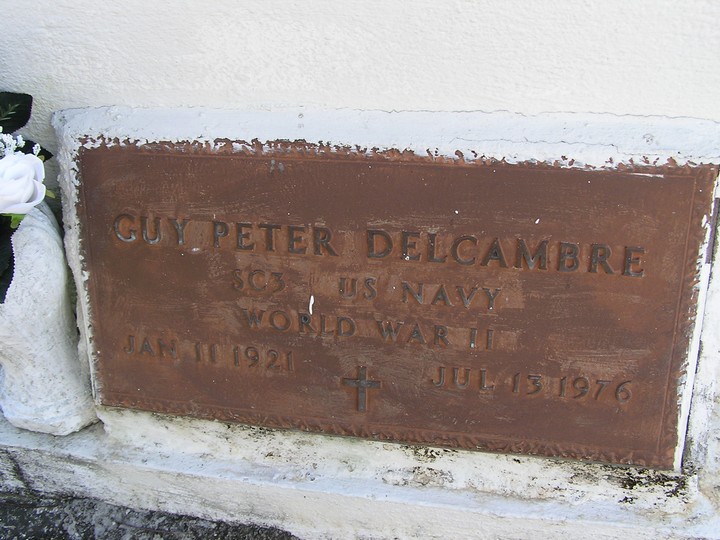 GUY PETER DELCAMBRE
SC3 US NAVY
WORLD WAR II
JAN 11 1921 JUL 13 1976